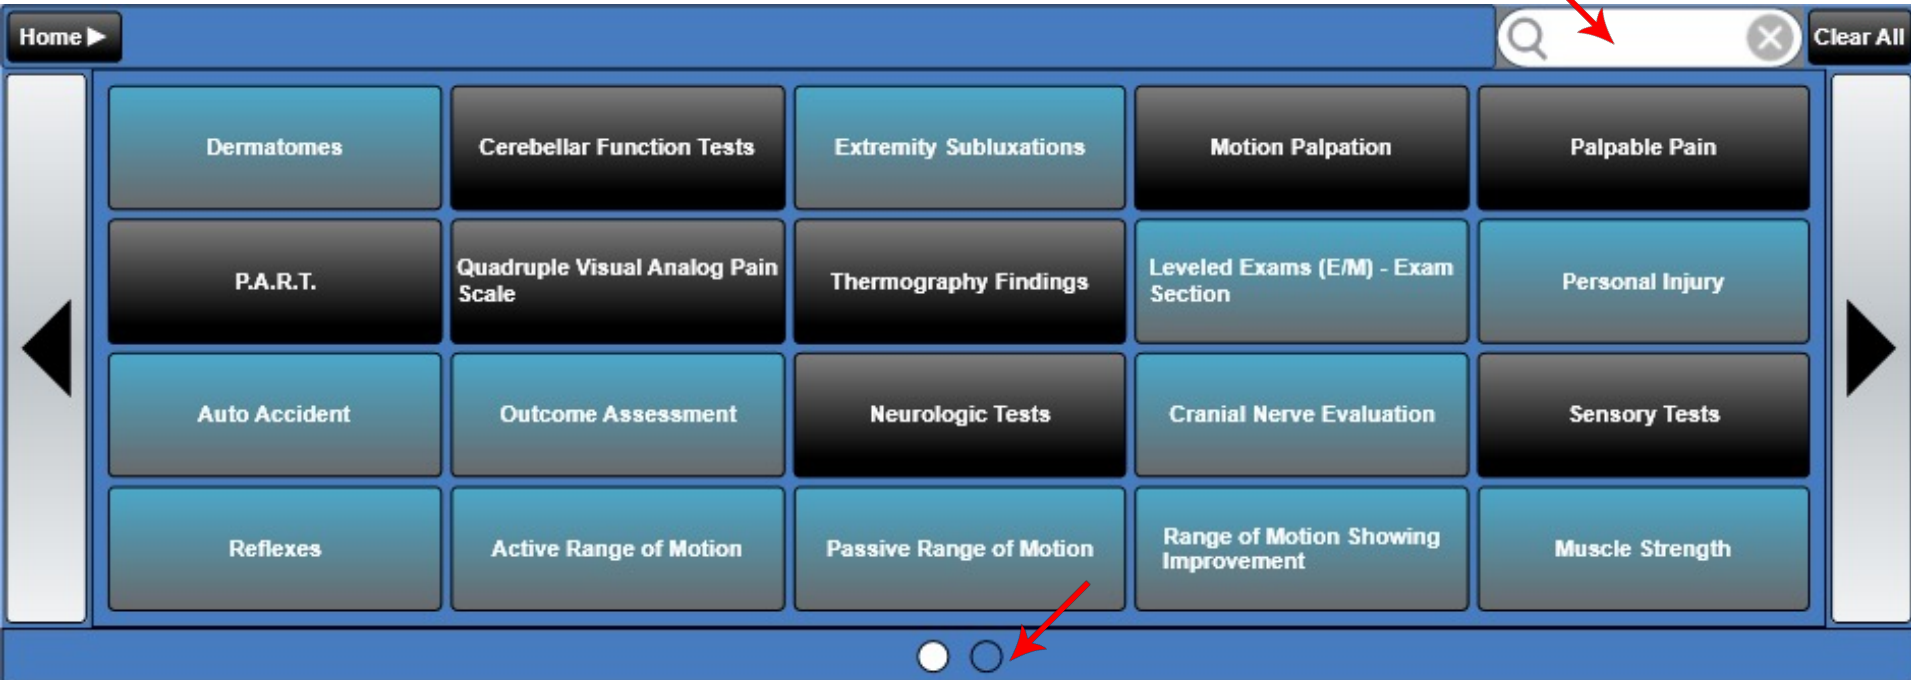 Home
Clear All
Dermatomes
Cerebellar Function Tests
Extremity Subluxations
Motion Palpation
Palpable Pain
P.A.R.T.
Quadruple Visual Analog Pain
Scale
Thermography Findings
Leveled Exams (E/M) - Exam
Section
Personal Injury
Auto Accident
Outcome Assessment
Neurologic Tests
Cranial Nerve Evaluation
Sensory Tests
Reflexes
Active Range of Motion
Passive Range of Motion
Range of Motion Showing
Improvement
Muscle Strength